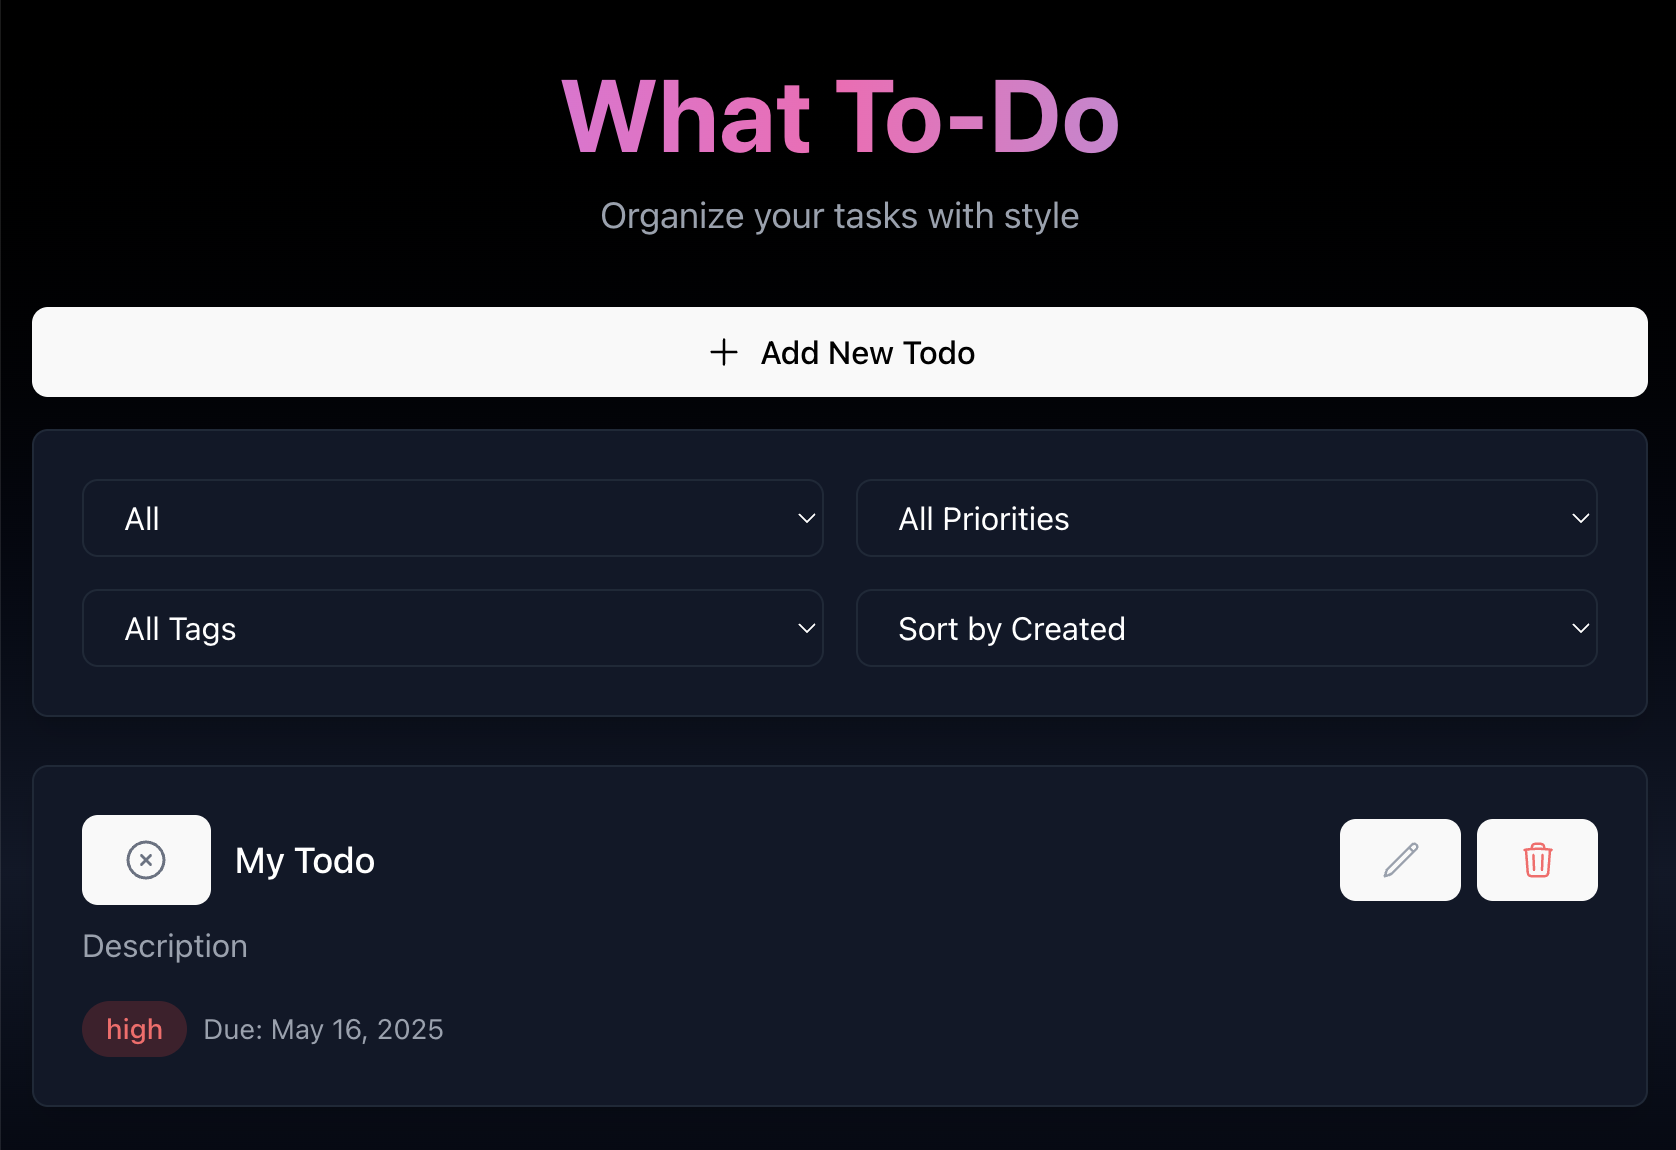 What To-Do
Organize your tasks with style
Add New Todo
All
All Priorities
All Tags
Sort by Created
My Todo
Description
high
Due: May 16, 2025